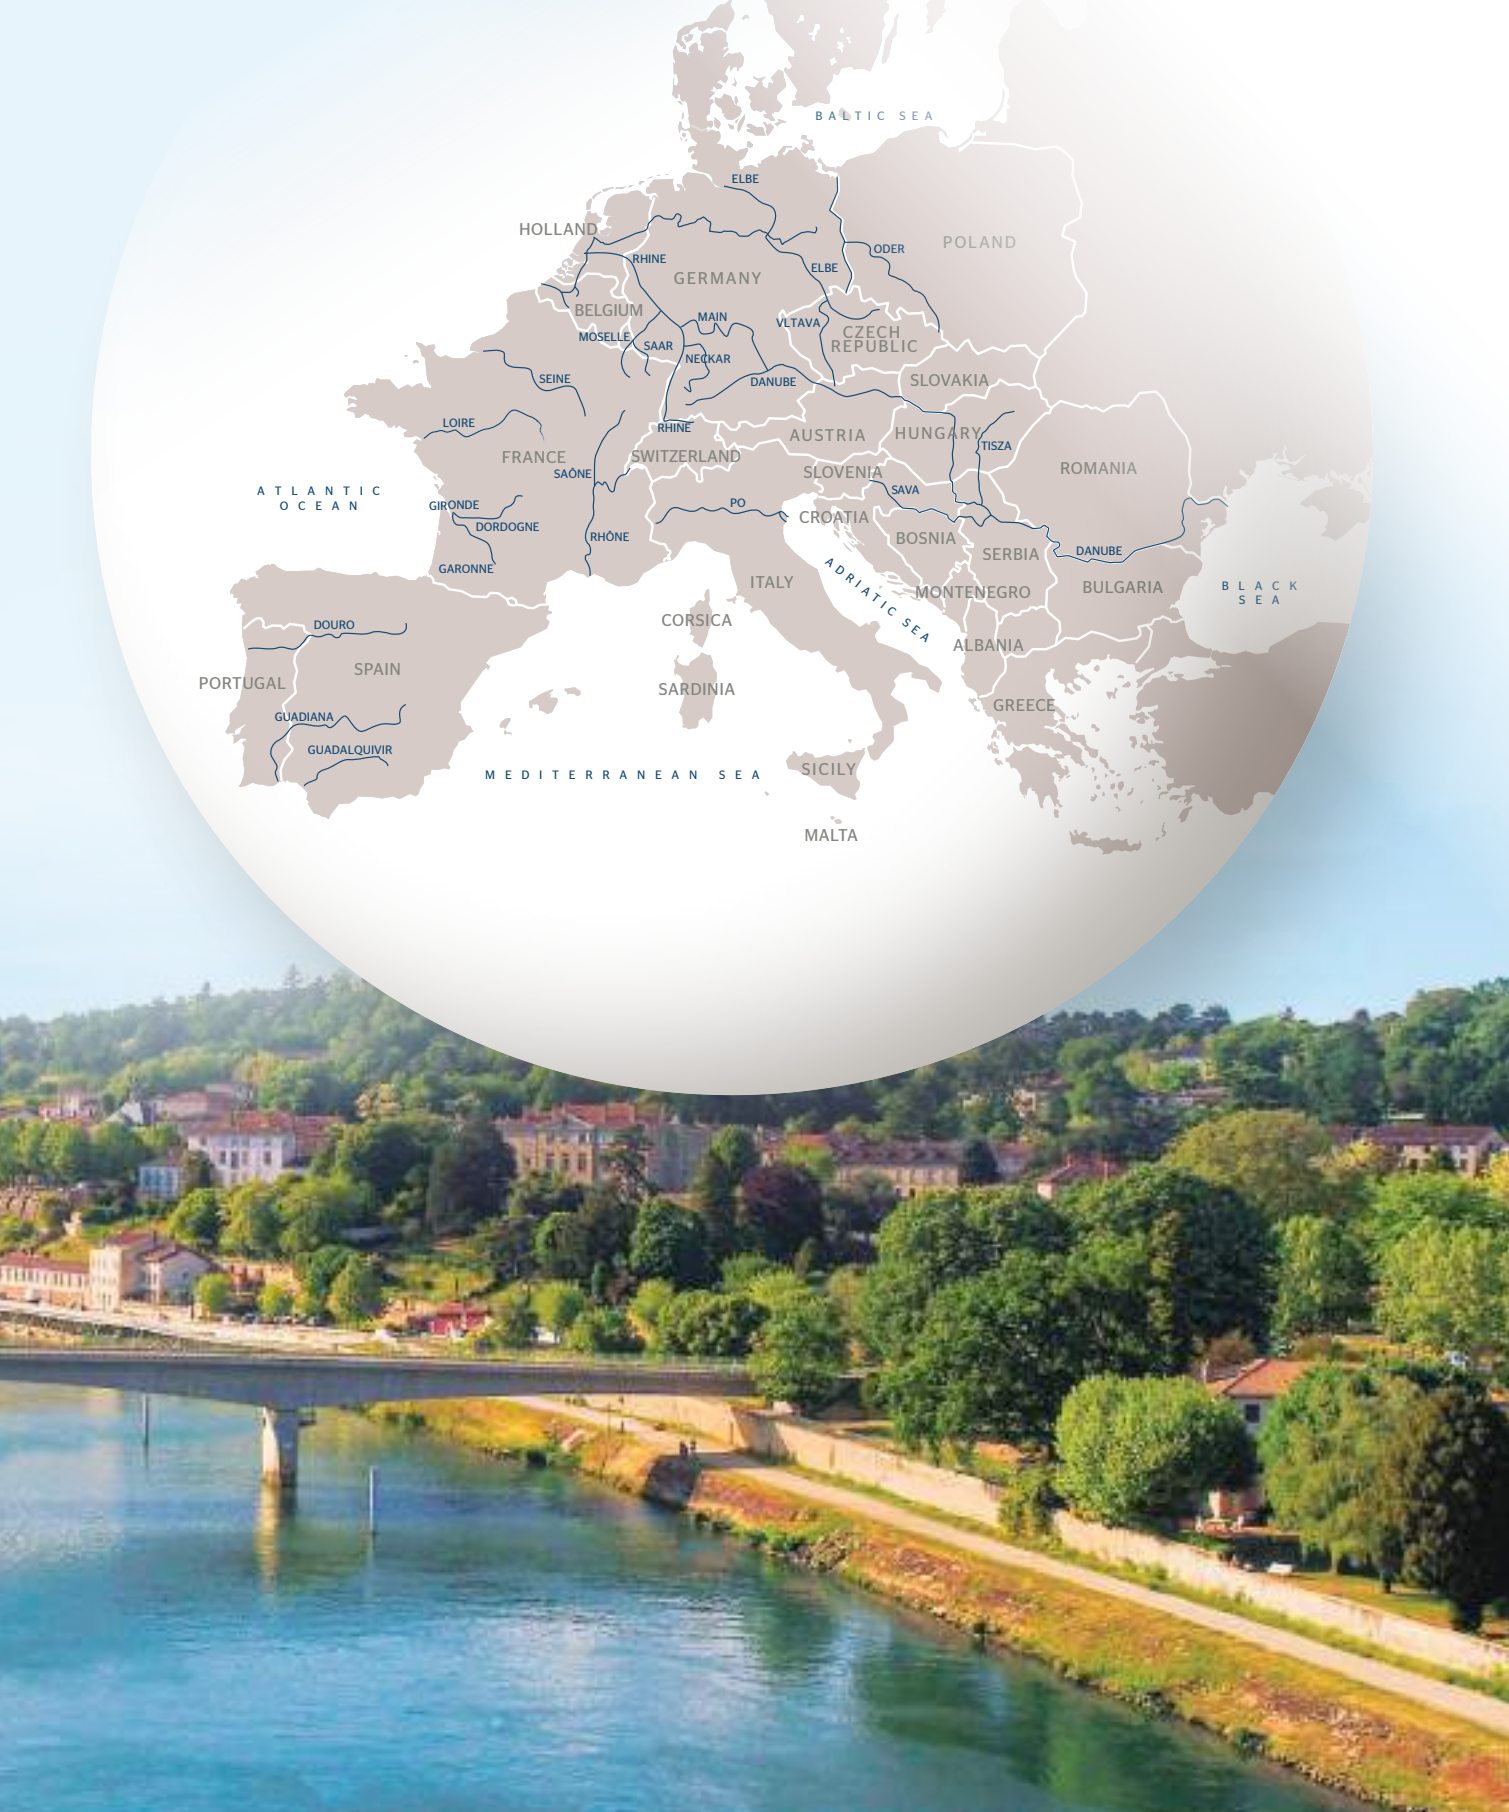 BALTIC SEA
ELBE
HOLLAND
POLAND
ODER
RHINE
ELBE
GERMANY
BELGIUM
MAIN
VLTAVA
CZECH
REPUBLIC
MOSELLE
SAAR
NECKAR
SEINE
DANUBE
SLOVAKIA
LOIRE
RHINE
AUSTRIA
HUNGARY
TISZA
FRANCE
SWITZERLAND
ROMANIA
SAÔNE
SLOVENIA
SAVA
ATLANTIC
OCEAN
GIRONDE
PO
CROATIA
DORDOGNE
RHÔNE
BOSNIA
SERBIA
DANUBE
GARONNE
ITALY
ADRIATIC SEA
MONTENEGRO
BULGARIA
BLACK
SEA
CORSICA
DOURO
ALBANIA
SPAIN
PORTUGAL
SARDINIA
GREECE
GUADIANA
GUADALQUIVIR
SICILY
MEDITERRANEAN SEA
MALTA